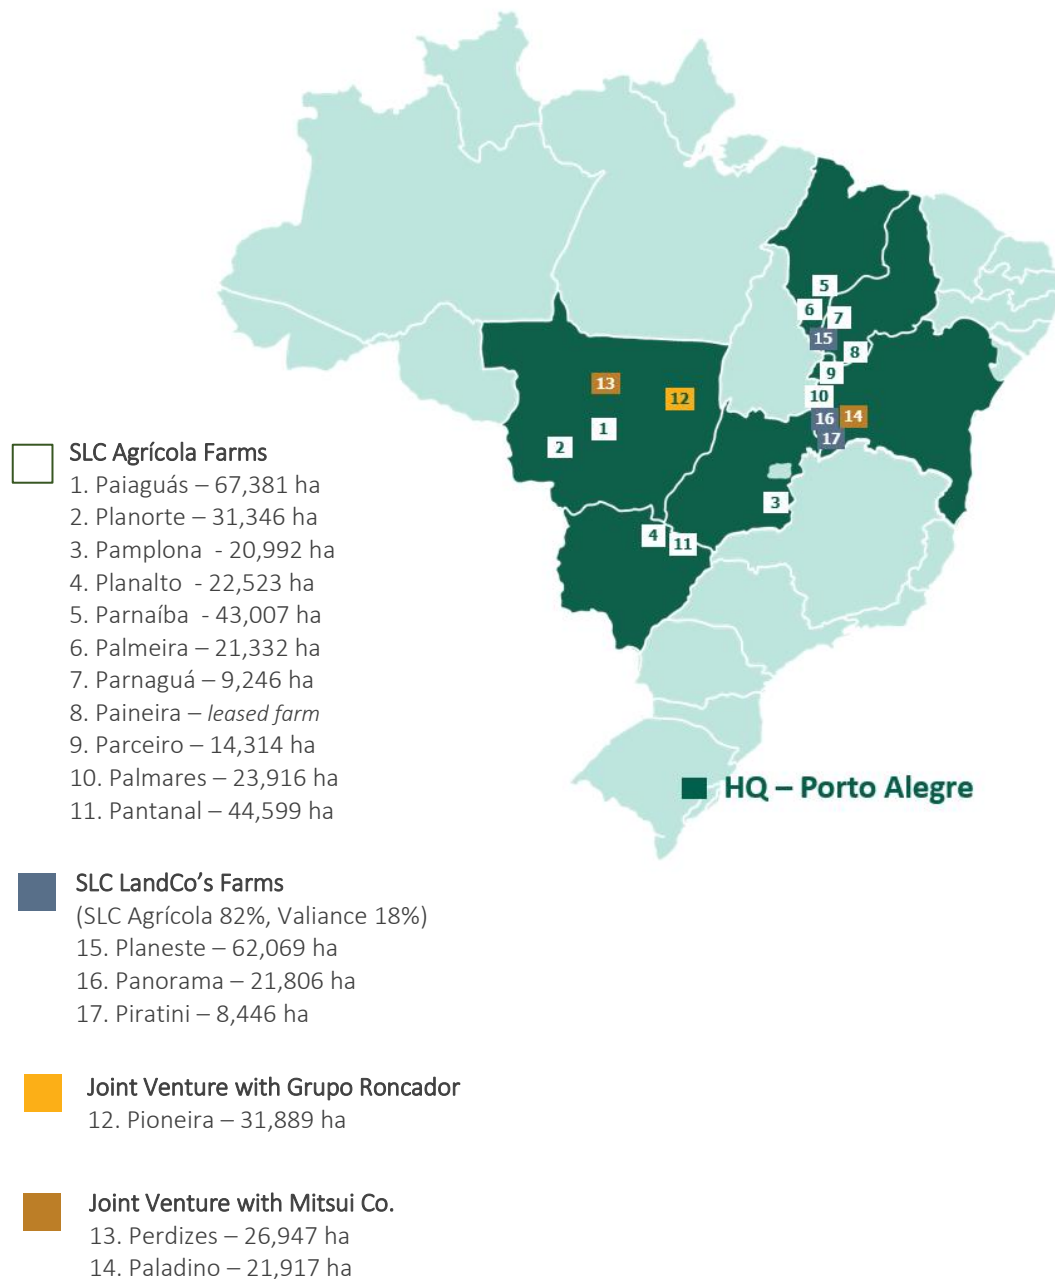 5
6
7
15
8
9
13
12
10
16
14
1
17
2
3
4
11
HQ – Porto Alegre
SLC Agrícola Farms
1. Paiaguás – 67,381 ha
2. Planorte – 31,346 ha
3. Pamplona - 20,992 ha
4. Planalto - 22,523 ha
5. Parnaíba - 43,007 ha
6. Palmeira – 21,332 ha
7. Parnaguá – 9,246 ha
8. Paineira – leased farm
9. Parceiro – 14,314 ha
10. Palmares – 23,916 ha
11. Pantanal – 44,599 ha
SLC LandCo’s Farms
(SLC Agrícola 82%, Valiance 18%)
15. Planeste – 62,069 ha
16. Panorama – 21,806 ha
17. Piratini – 8,446 ha
Joint Venture with Grupo Roncador
12. Pioneira – 31,889 ha
Joint Venture with Mitsui Co.
13. Perdizes – 26,947 ha
14. Paladino – 21,917 ha